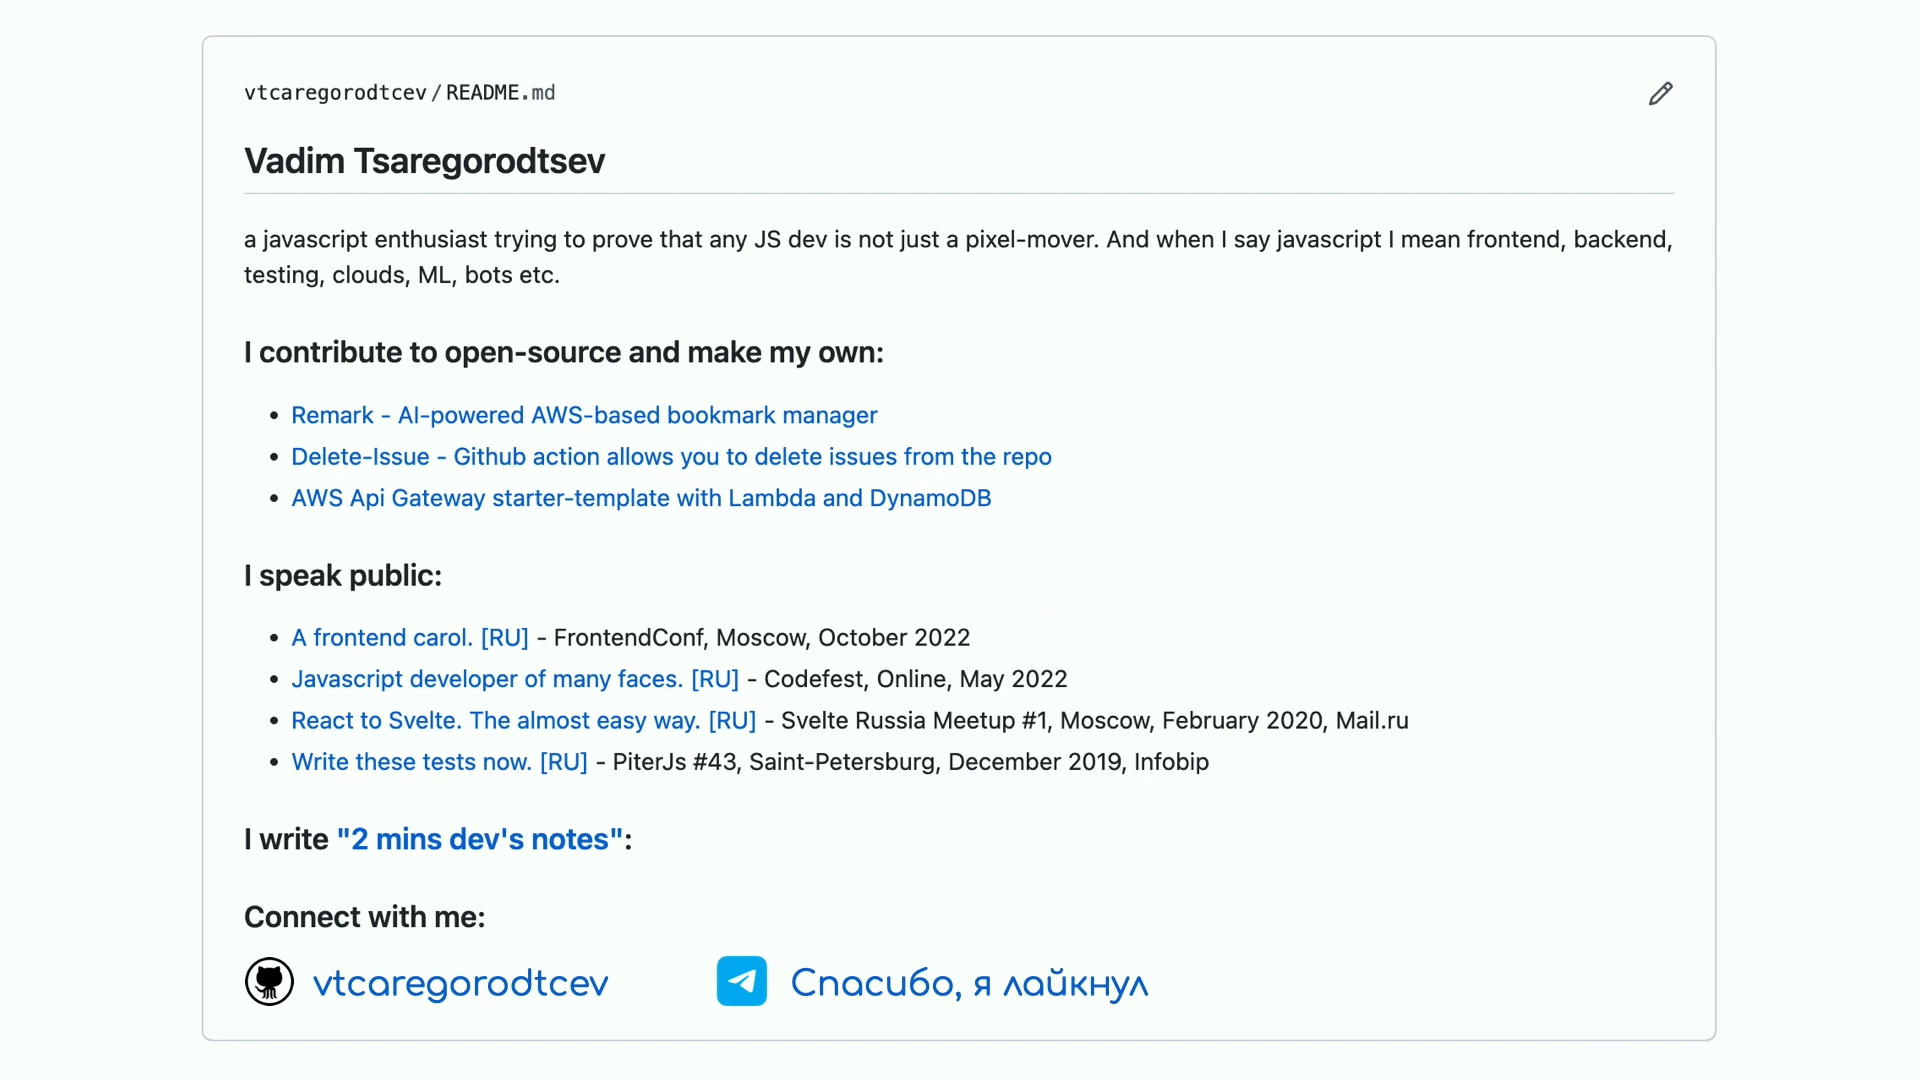 vtcaregorodtcev/README.md
Vadim Tsaregorodtsev
a javascript enthusiast trying to prove that any JS dev is not just a pixel-mover. And when I say javascript I mean frontend, backend,
testing, clouds, ML, bots etc.
I contribute to open-source and make my own:
• Remark - AI-powered AWS-based bookmark manager
• Delete-Issue - Github action allows you to delete issues from the repo
• AWS Api Gateway starter-template with Lambda and DynamoDB
I speak public:
• A frontend carol. [RU] - FrontendConf, Moscow, October 2022
• Javascript developer of many faces. [RU] - Codefest, Online, May 2022
• React to Svelte. The almost easy way. [RU] - Svelte Russia Meetup #1, Moscow, February 2020, Mail.ru
• Write these tests now. [RU] - PiterJs #43, Saint-Petersburg, December 2019, Infobip
I write "2 mins dev's notes":
Connect with me:
vtcaregorodtcev Спасибо, я лайкнул